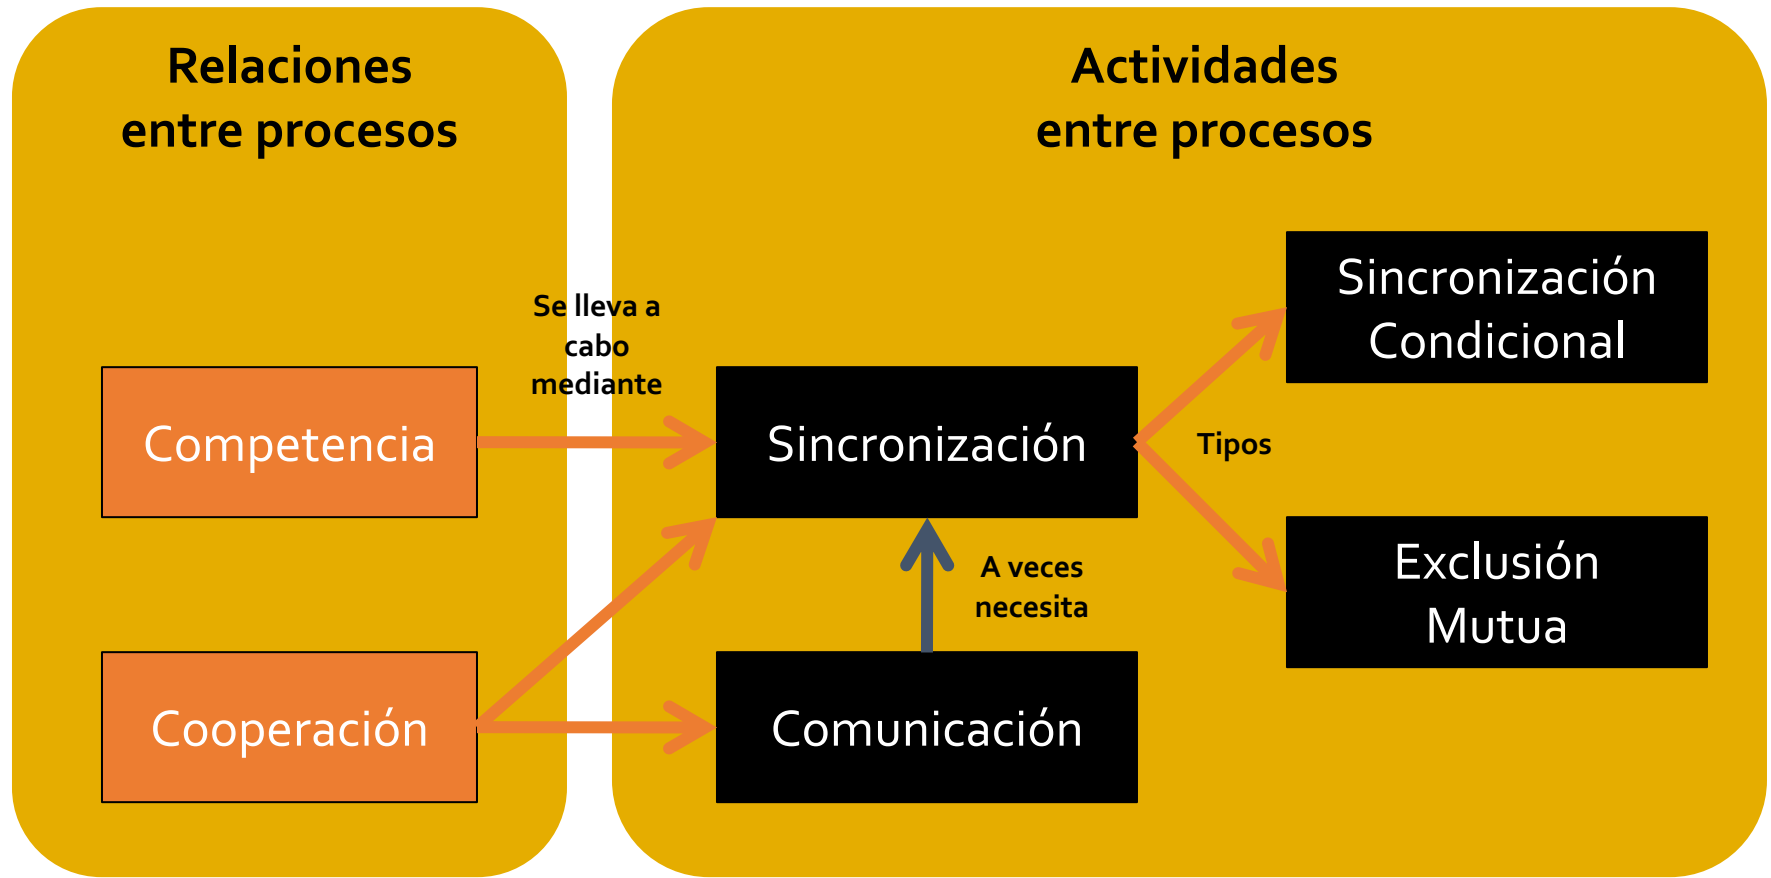 Relaciones
entre procesos
Actividades
entre procesos
Se lleva a
cabo
mediante
Competencia
Cooperación
Sincronización
A veces
necesita
Comunicación
Tipos
Sincronización
Condicional
Exclusión
Mutua